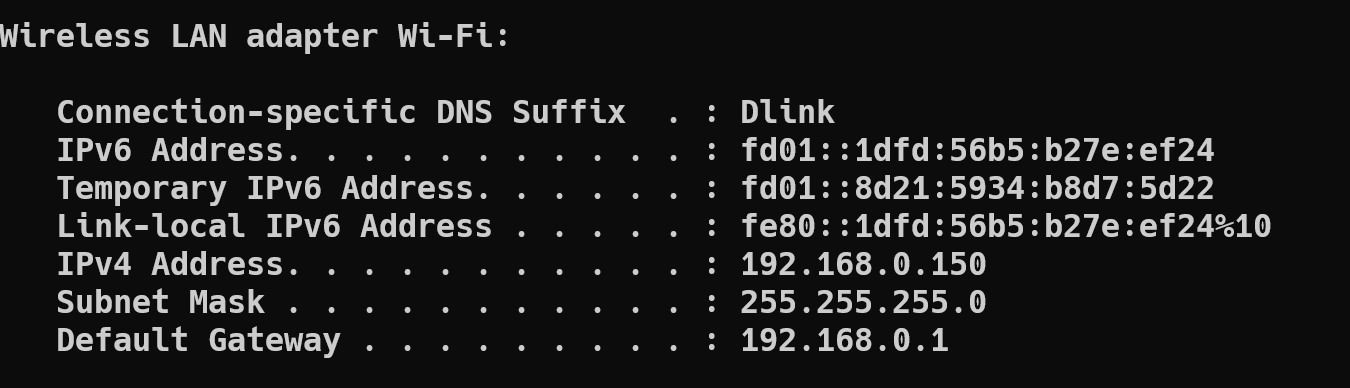 Wireless LAN adapter Wi-Fi:

   Connection-specific DNS Suffix  . : Dlink
   IPv6 Address. . . . . . . . . . . : fd01::1dfd:56b5:b27e:ef24
   Temporary IPv6 Address. . . . . . : fd01::8d21:5934:b8d7:5d22
   Link-local IPv6 Address . . . . . : fe80::1dfd:56b5:b27e:ef24%10
   IPv4 Address. . . . . . . . . . . : 192.168.0.150
   Subnet Mask . . . . . . . . . . . : 255.255.255.0
   Default Gateway . . . . . . . . . : 192.168.0.1